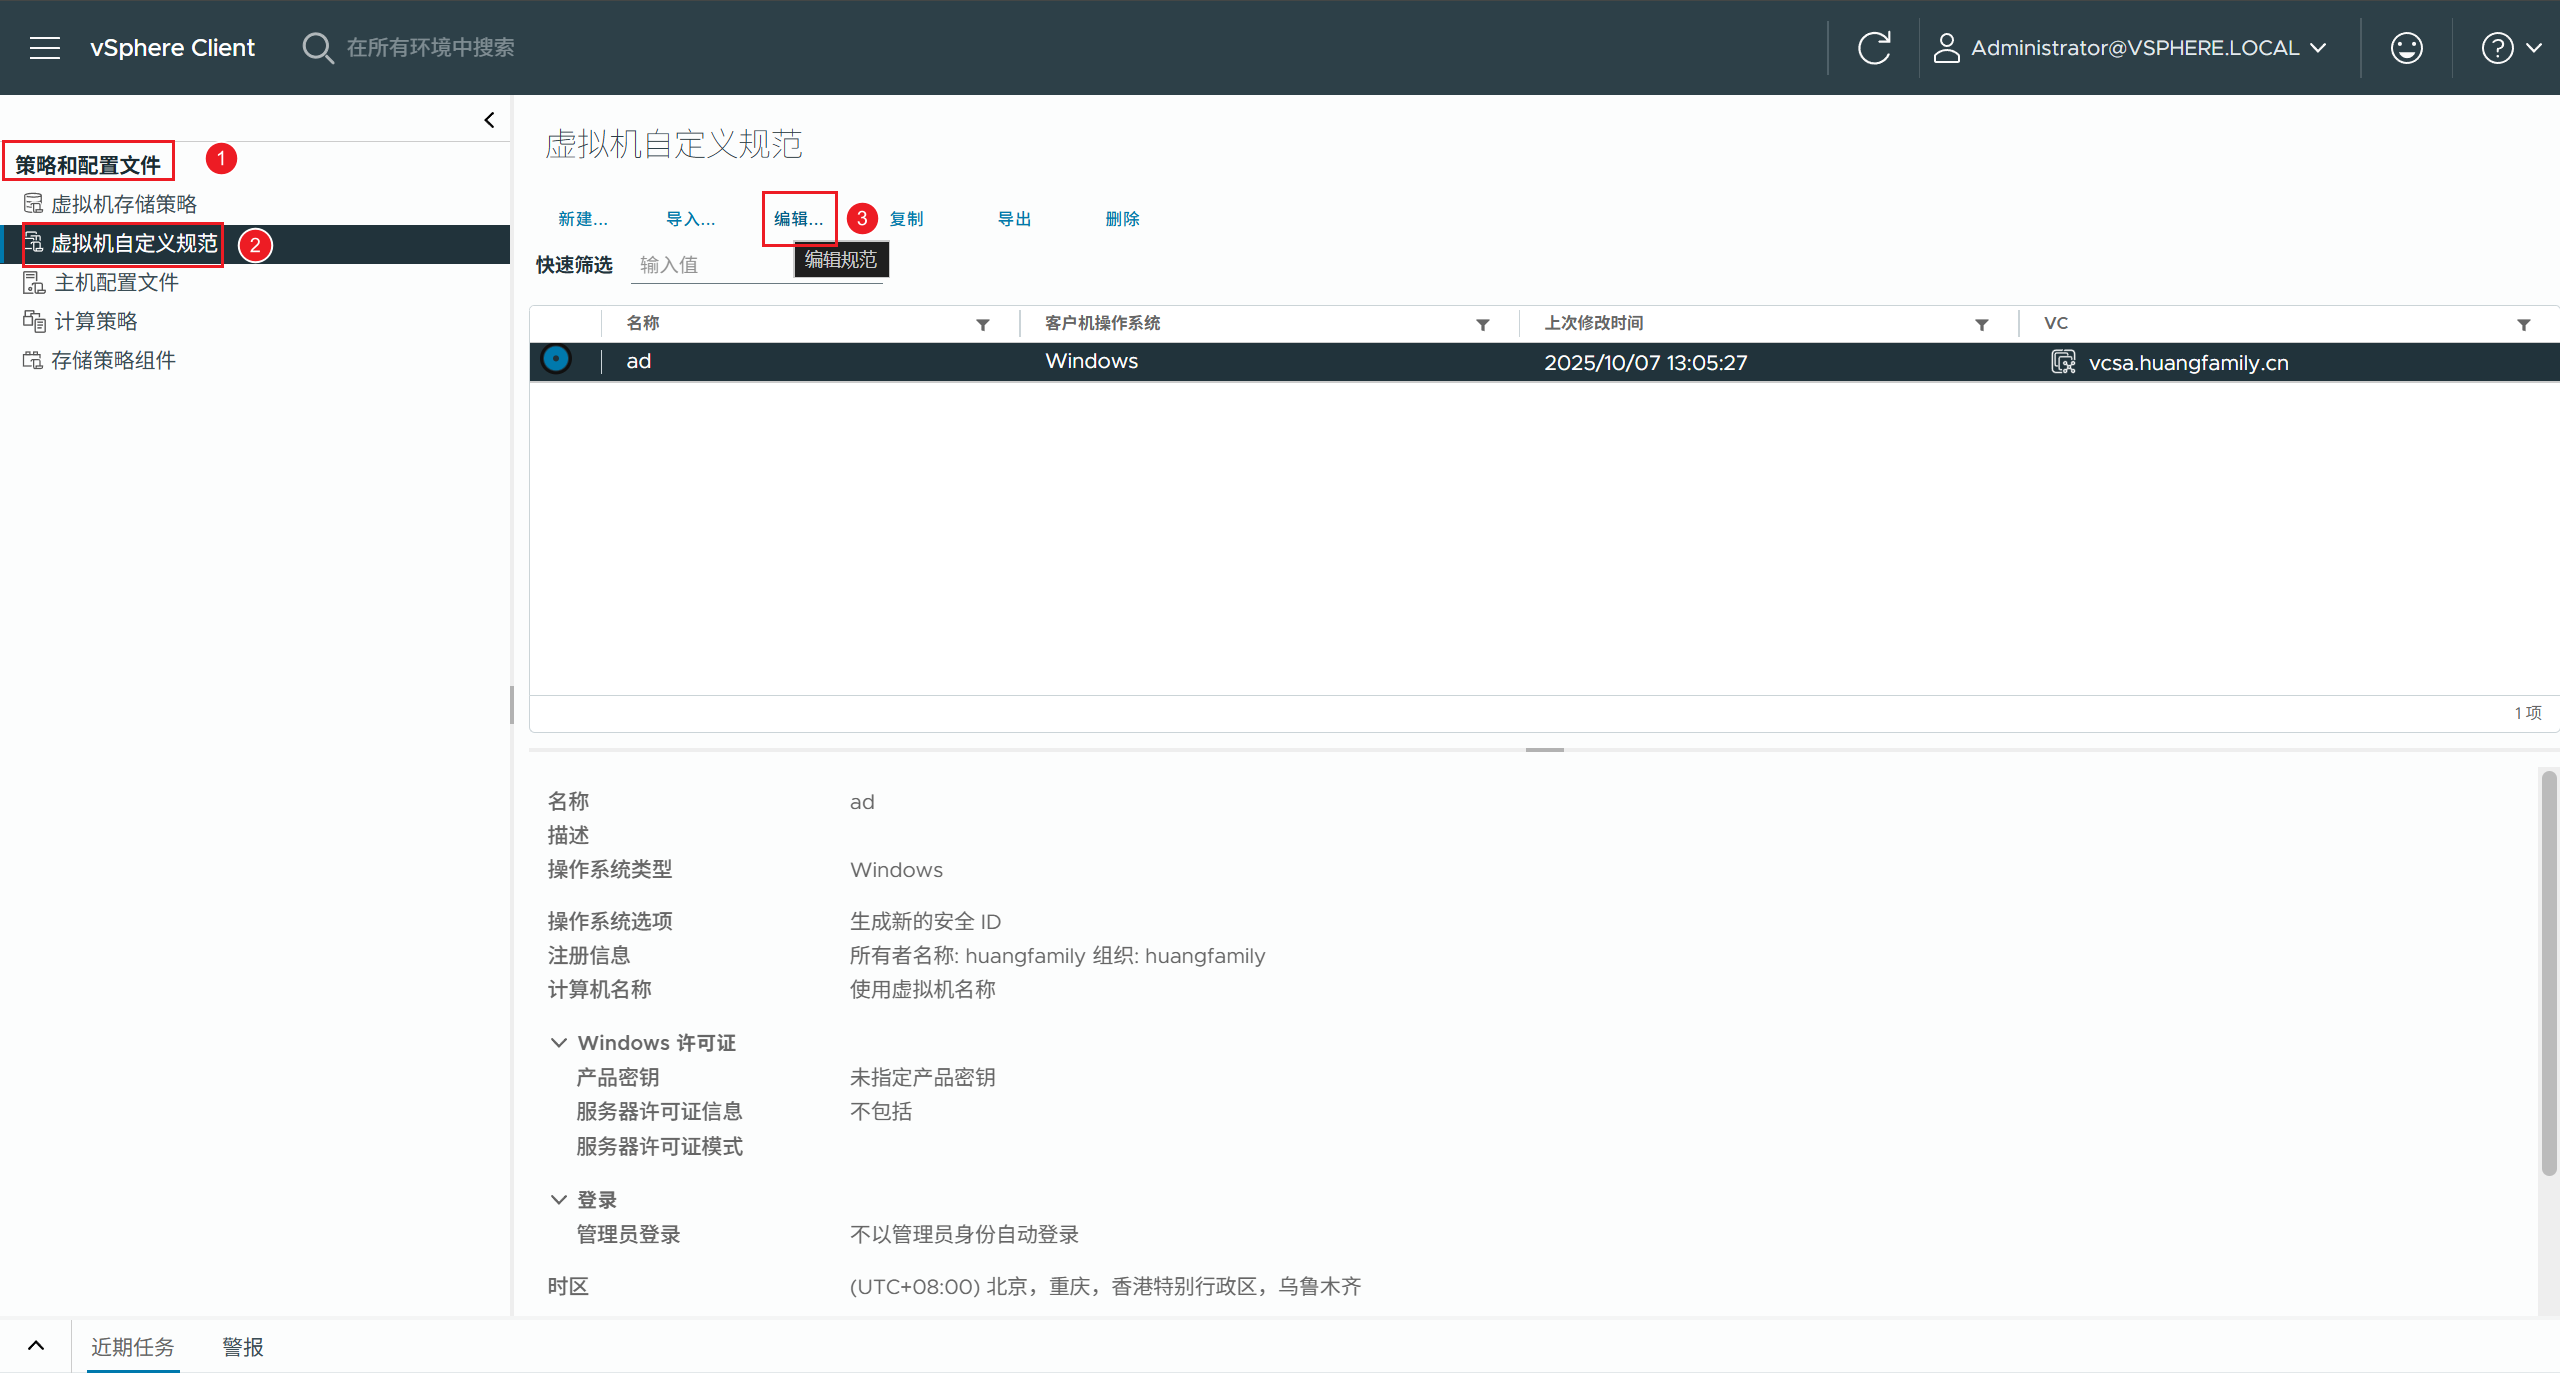 vSphere Client
在所有环境中搜索
Administrator@VSPHERE.LOCAL
策略和配置文件
1
虚拟机存储策略
虚拟机自定义规范
2
主机配置文件
计算策略
存储策略组件
虚拟机自定义规范
新建...
导入...
编辑...
3
复制
导出
删除
编辑规范
快速筛选
输入值
名称
客户机操作系统
上次修改时间
VC
ad
Windows
2025/10/07 13:05:27
vcsa.huangfamily.cn
1 项
名称 ad
描述
操作系统类型 Windows
操作系统选项 生成新的安全 ID
注册信息 所有者名称: huangfamily 组织: huangfamily
计算机名称 使用虚拟机名称
Windows 许可证
产品密钥 未指定产品密钥
服务器许可证信息 不包括
服务器许可证模式
登录
管理员登录 不以管理员身份自动登录
时区 (UTC+08:00) 北京，重庆，香港特别行政区，乌鲁木齐
近期任务
警报